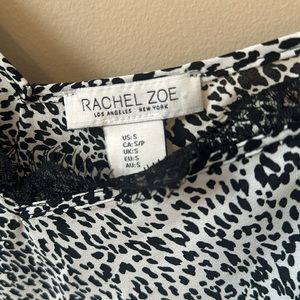 RACHEL ZOE
LOS ANGELES NEW YORK
US: S
CA: S/P
UK: S
EU: S
AU: S